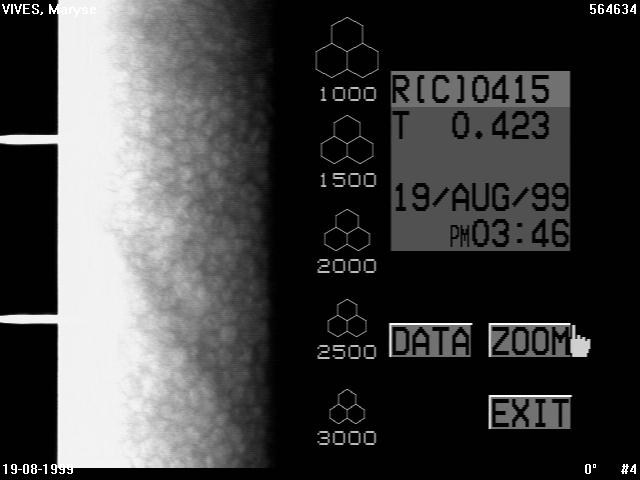 VIVES, Maryse
564634
1000
1500
2000
2500
3000
R[C]0415
T 0.423
19/AUG/99
PM03:46
DATA ZOOM
EXIT
19-08-1999
0° #4